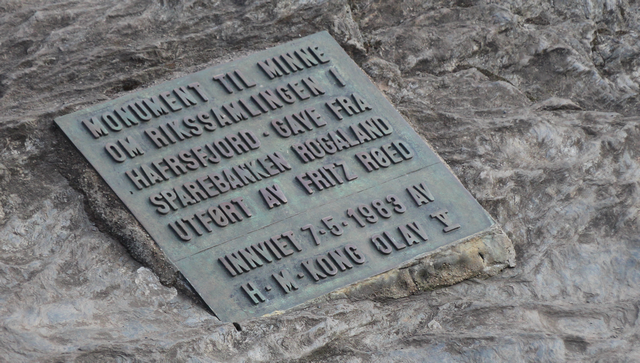 MONUMENT TIL MINNE
OM RIKSSAMLINGEN I
HAFRSFJORD·GAVE FRA
SPAREBANKEN ROGALAND
UTFØRT AV FRITZ RØED
INNVIET 7·5·1983 AV
H·M·KONG OLAV V